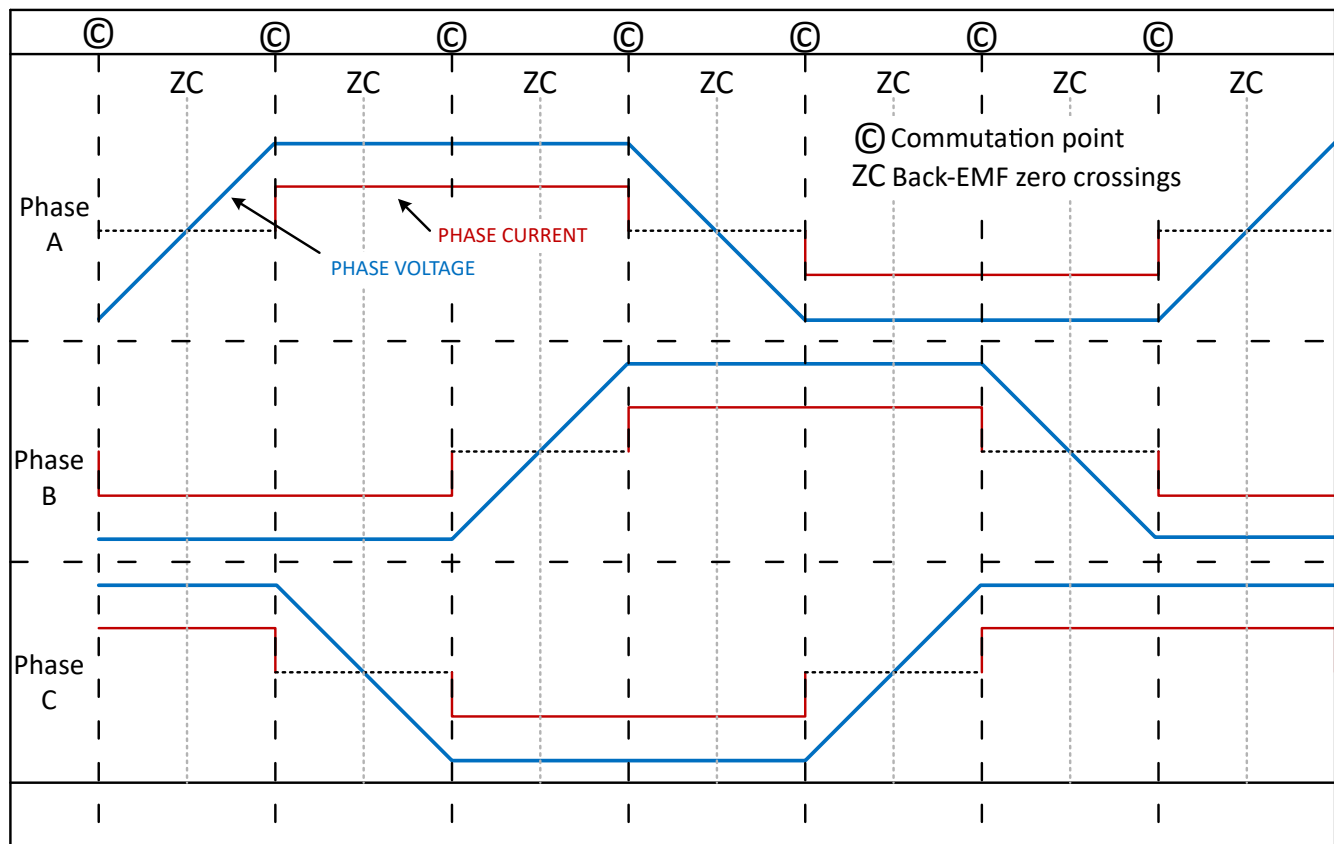 © © © © © © ©
ZC ZC ZC ZC ZC ZC ZC
© Commutation point
ZC Back-EMF zero crossings
Phase
A
PHASE CURRENT
PHASE VOLTAGE
Phase
B
Phase
C